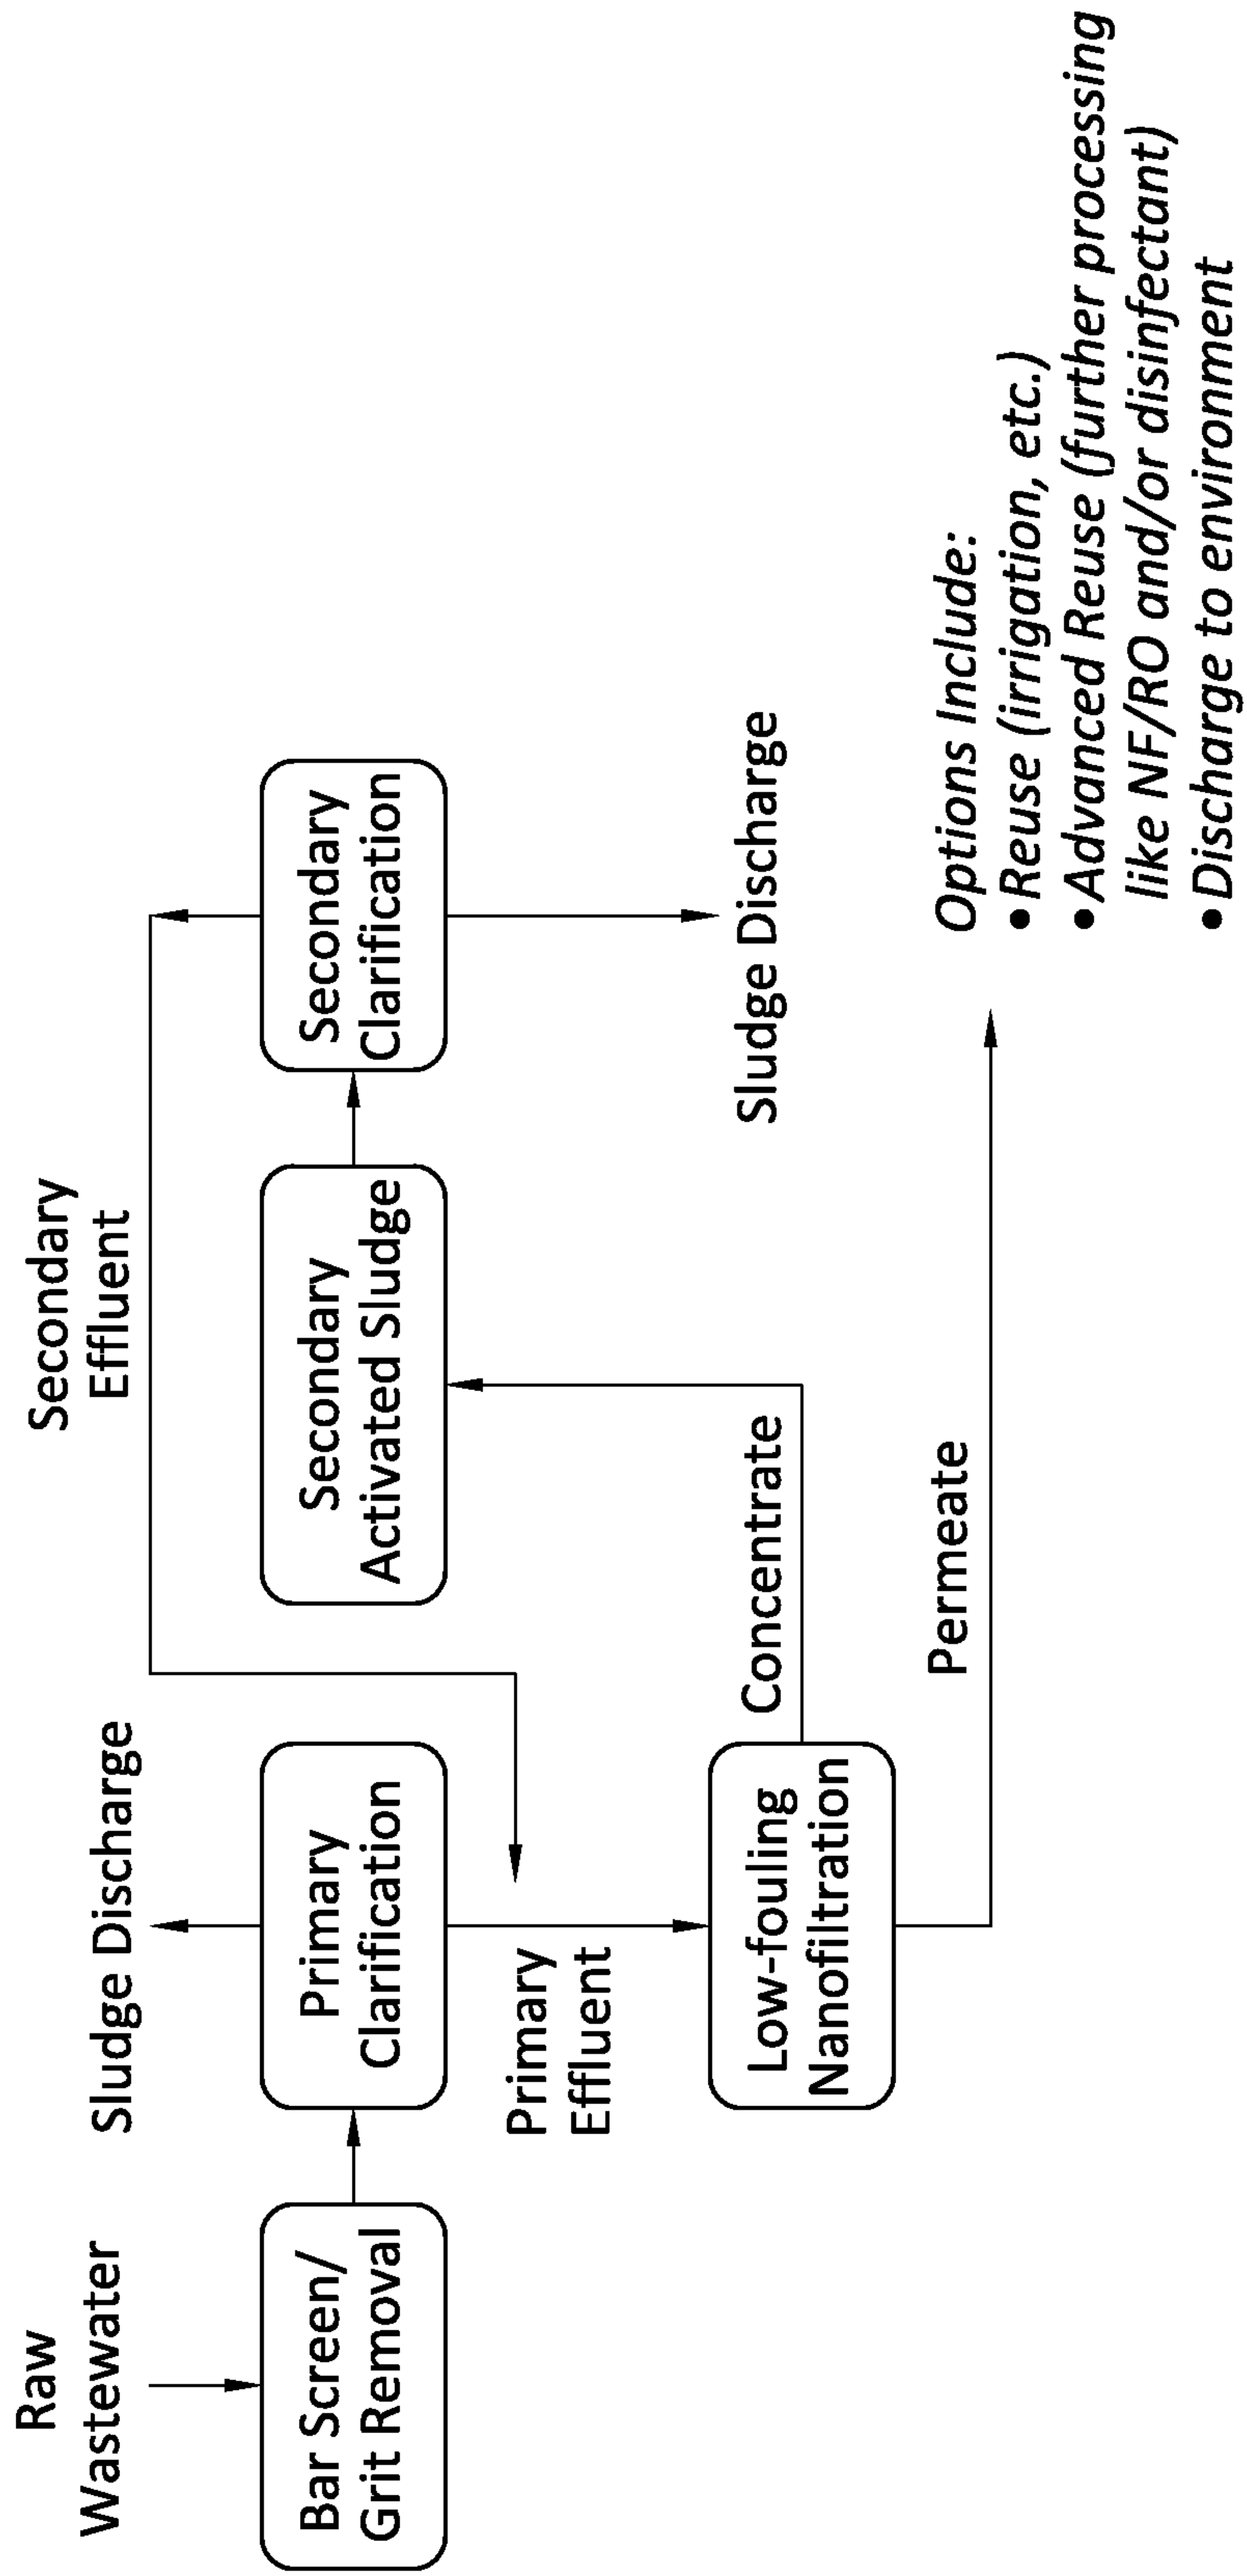 Raw
Wastewater
Bar Screen/
Grit Removal
Sludge Discharge
Primary
Clarification
Primary
Effluent
Secondary
Effluent
Secondary
Activated Sludge
Secondary
Clarification
Sludge Discharge
Low-fouling
Nanofiltration
Concentrate
Permeate
Options Include:
•Reuse (irrigation, etc.)
•Advanced Reuse (further processing
like NF/RO and/or disinfectant)
•Discharge to environment